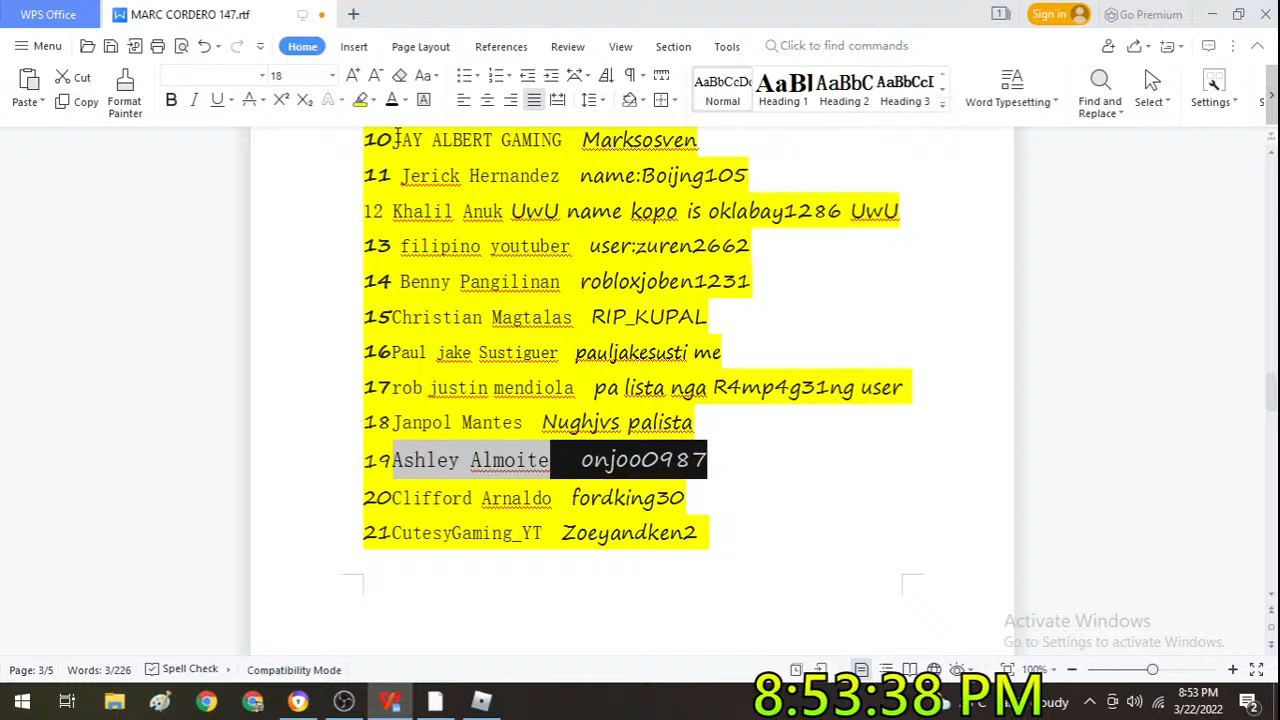 WPS Office
MARC CORDERO 147.rtf
Sign in
Go Premium
Menu
Home
Insert
Page Layout
References
Review
View
Section
Tools
Click to find commands
Paste
Cut
Copy
Format Painter
18
Normal
Heading 1
Heading 2
Heading 3
Word Typesetting
Find and Replace
Select
Settings
10JAY ALBERT GAMING Marksosven
11 Jerick Hernandez name:Boijng105
12 Khalil Anuk UwU name kopo is oklabay1286 UwU
13 filipino youtuber user:zuren2662
14 Benny Pangilinan robloxjoben1231
15Christian Magtalas RIP_KUPAL
16Paul jake Sustiguer pauljakesusti me
17rob justin mendiola pa lista nga R4mp4g31ng user
18Janpol Mantes Nughjvs palista
19Ashley Almoite onjoo0987
20Clifford Arnaldo fordking30
21CutesyGaming_YT Zoeyandken2
Activate Windows
Go to Settings to activate Windows.
Page: 3/5
Words: 3/226
Spell Check
Compatibility Mode
100%
8:53:38 PM
oudy
8:53 PM
3/22/2022
2